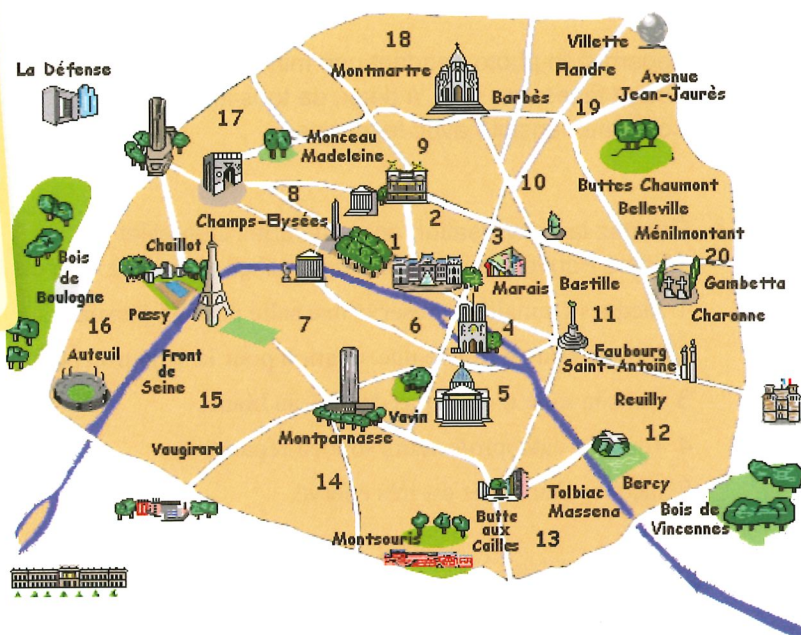 18
Villette
Montmartre
Flandre
La Défense
Avenue
Jean-Jaurès
Barbès
19
17
Monceau
Madeleine
9
10
Buttes Chaumont
8
Belleville
Champs-Elysées
2
Ménilmontant
3
1
Chaillot
20
Bois
de
Boulogne
Marais
Bastille
Gambetta
Charonne
Passy
16
7
6
4
11
Auteuil
Front
de
Seine
Faubourg
Saint-Antoine
15
5
Reuilly
Vavin
Montparnasse
12
Vaugirard
14
Bercy
Tolbiac
Massena
Bois de
Vincennes
Montsouris
Butte
aux
Cailles
13